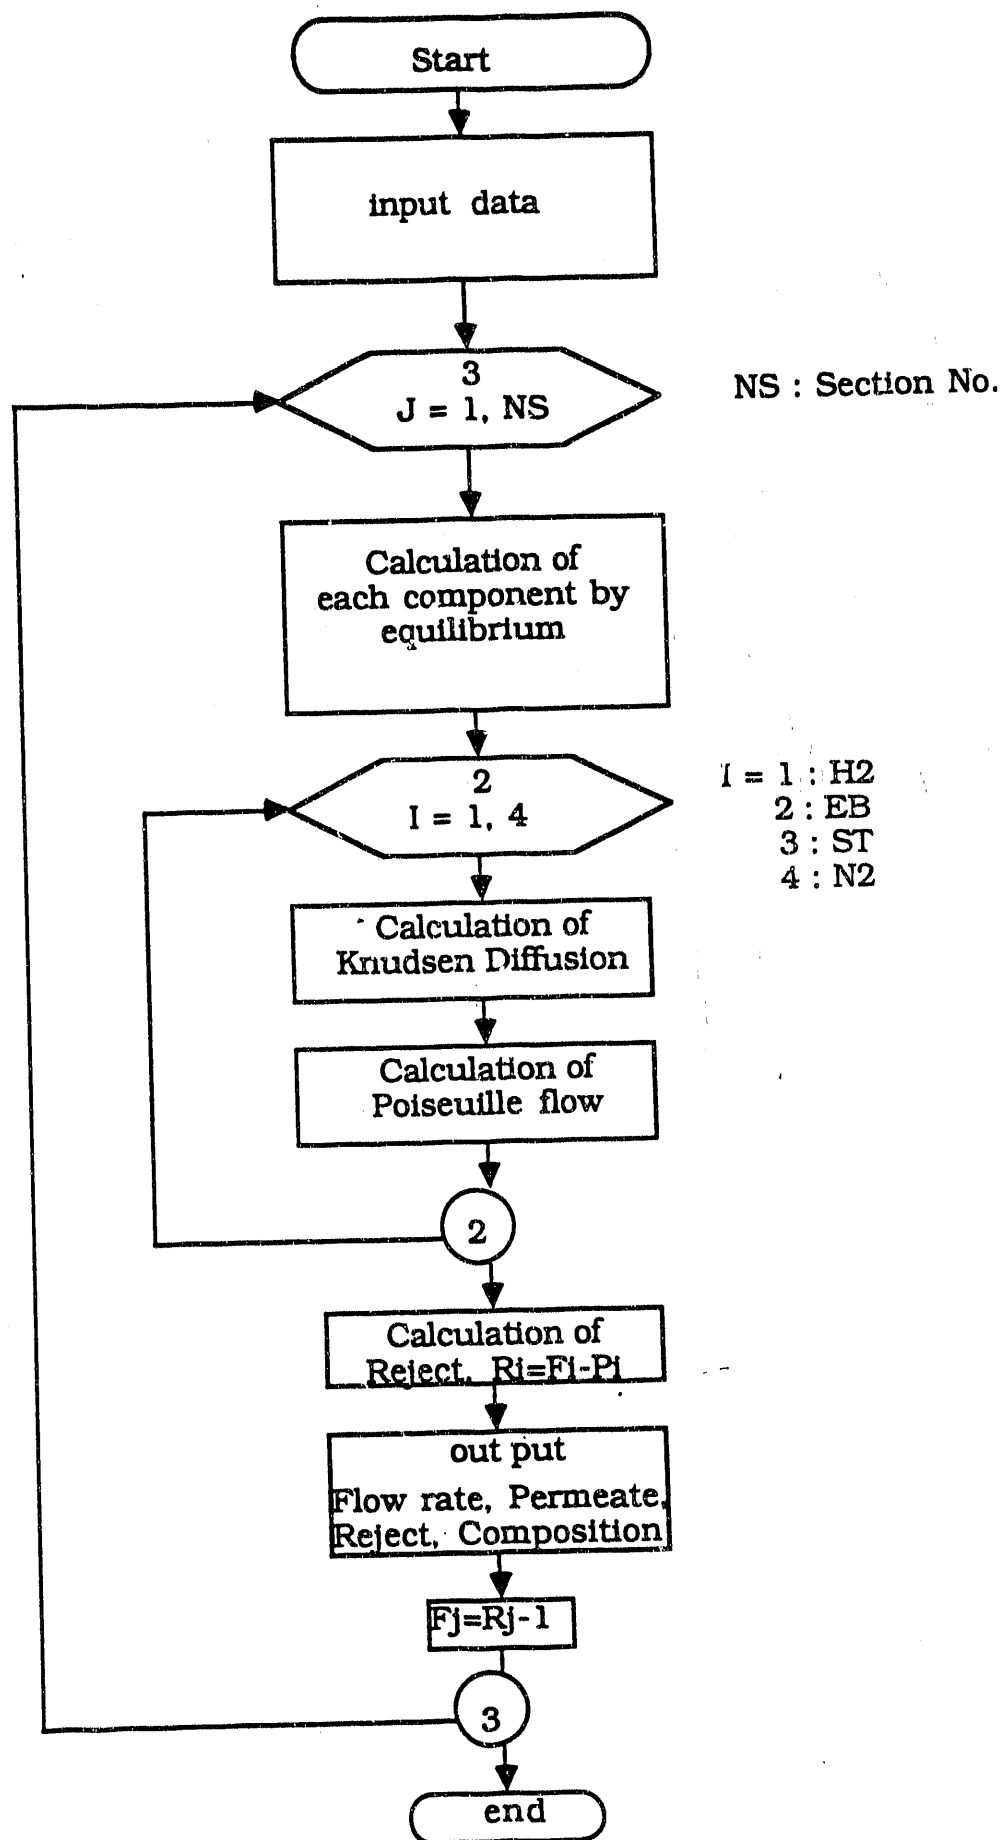 Start
input data
3
J = 1, NS
NS : Section No.
Calculation of
each component by
equilibrium
2
I = 1, 4
I = 1 : H2
2 : EB
3 : ST
4 : N2
Calculation of
Knudsen Diffusion
Calculation of
Poiseuille flow
2
Calculation of
Reject, Ri=Fi-Pi
out put
Flow rate, Permeate,
Reject, Composition
Fj=Rj-1
3
end